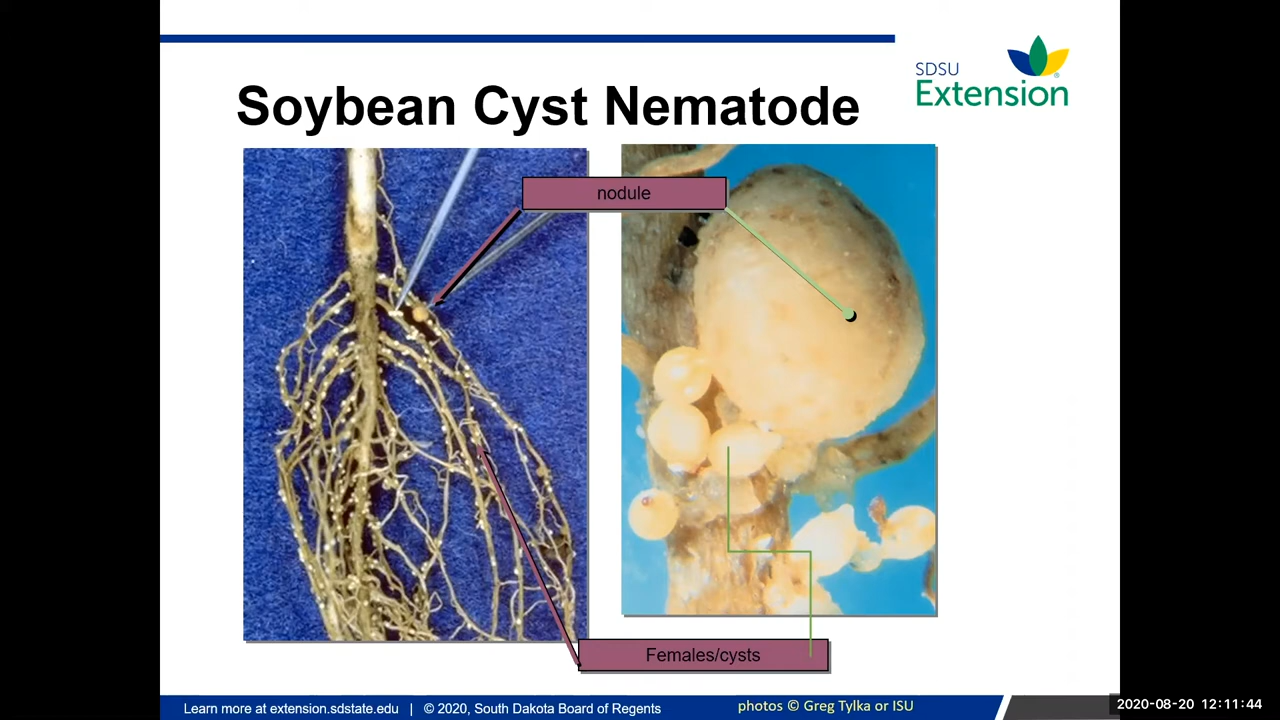 SDSU
Extension
®
Soybean Cyst Nematode
nodule
Females/cysts
Learn more at extension.sdstate.edu | © 2020, South Dakota Board of Regents
photos © Greg Tylka or ISU
2020-08-20 12:11:44